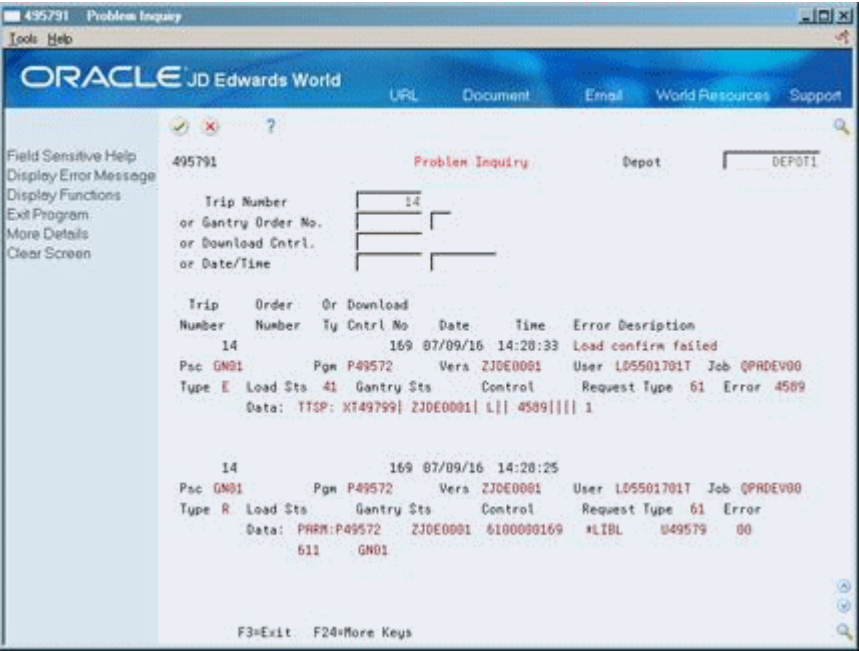 495791 Problem Inquiry
Tools Help
ORACLE JD Edwards World
URL Document Email World Resources Support
?
Field Sensitive Help
Display Error Message
Display Functions
Exit Program
More Details
Clear Screen
495791 Problem Inquiry Depot DEPOT1
Trip Number 14
or Gantry Order No.
or Download Cntrl.
or Date/Time
Trip Order Or Download
Number Number Ty Cntrl No Date Time Error Desription
14 169 07/09/16 14:28:33 Load confirm failed
Psc GN01 Pgm P49572 Vers ZJDE0001 User LD5501701T Job QPADEV00
Type E Load Sts 41 Gantry Sts Control Request Type 61 Error 4589
Data: TTSP: XT49799| ZJDE0001| L|| 4589|||| 1
14 169 07/09/16 14:28:25
Psc GN01 Pgm P49572 Vers ZJDE0001 User LD5501701T Job QPADEV00
Type R Load Sts Gantry Sts Control Request Type 61 Error
Data: PARM:P49572 ZJDE0001 6100000169 *LIBL U49579 00
611 GN01
F3=Exit F24=More Keys